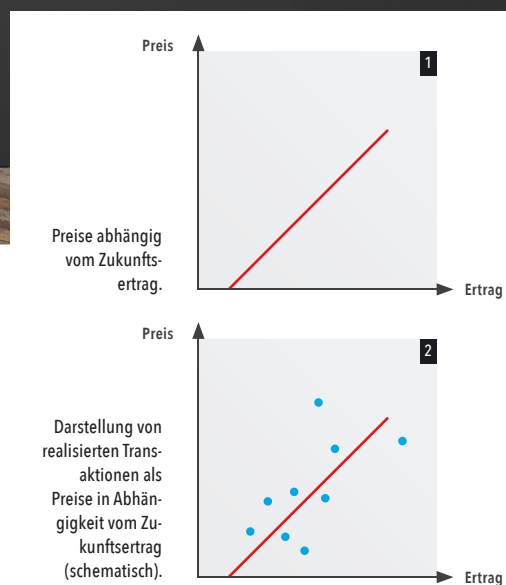 Preis
1
Preise abhängig
vom Zukunfts-
ertrag.
Ertrag
Preis
2
Darstellung von
realisierten Trans-
aktionen als
Preise in Abhän-
gigkeit vom Zu-
kunftsertrag
(schematisch).
Ertrag